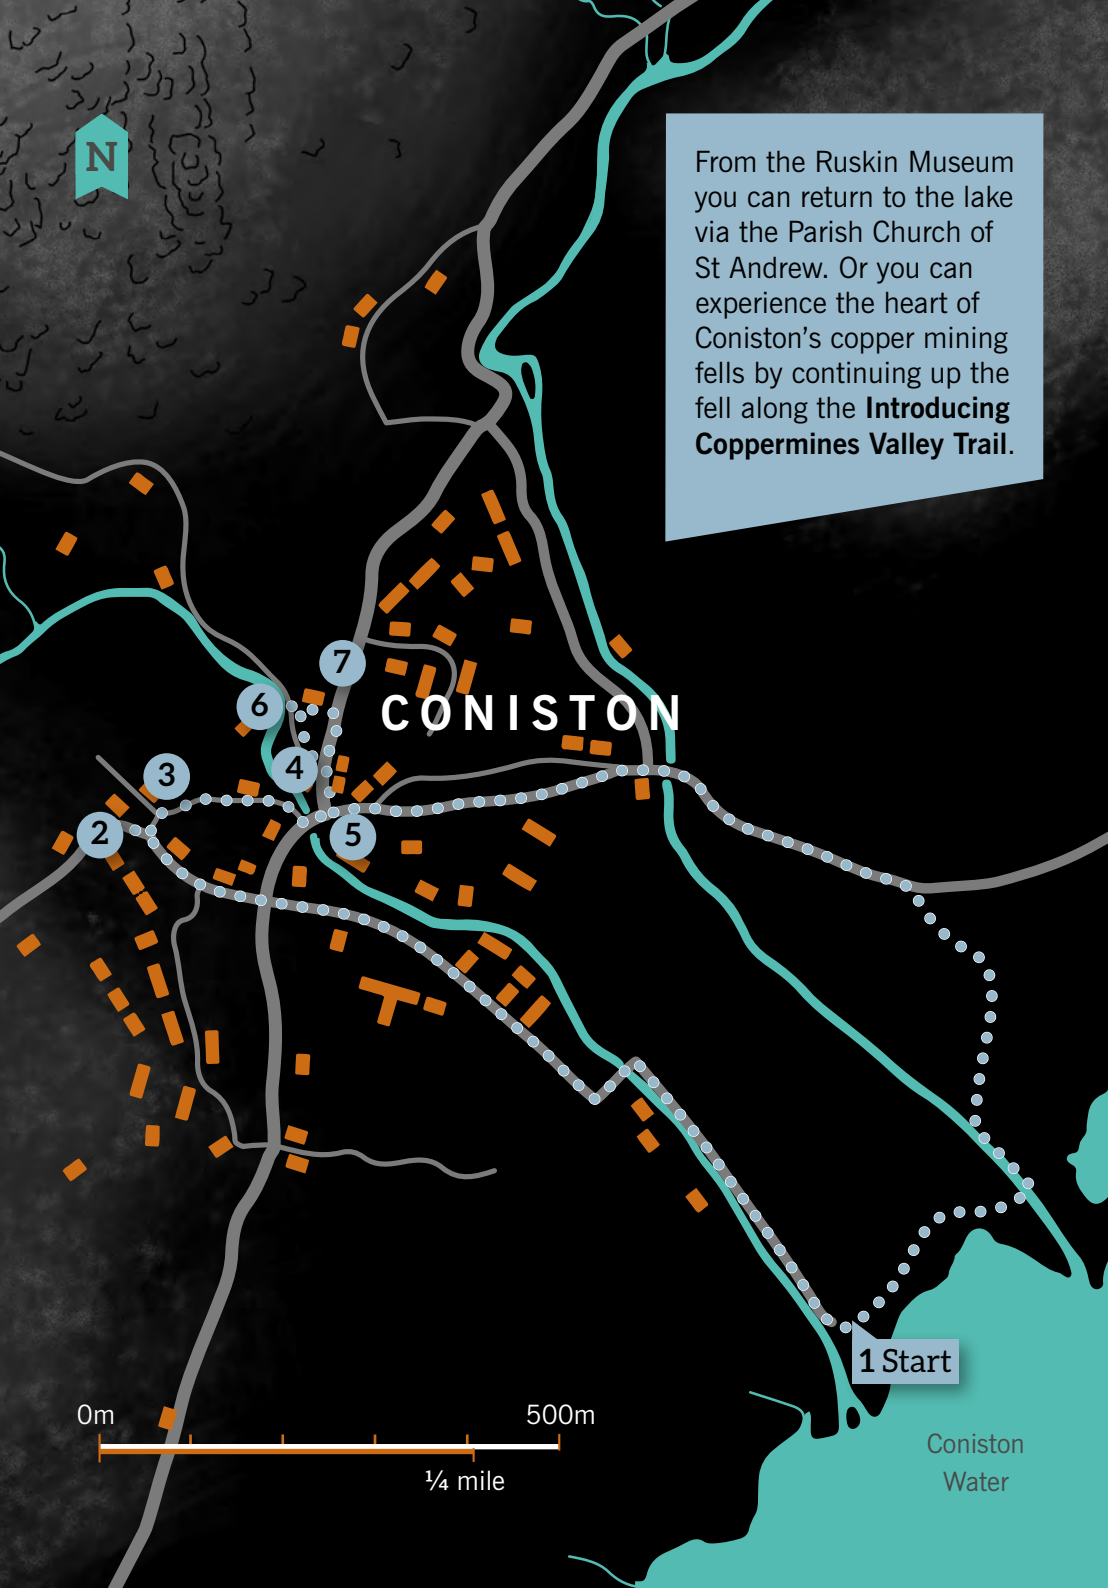 N
From the Ruskin Museum
you can return to the lake
via the Parish Church of
St Andrew. Or you can
experience the heart of
Coniston’s copper mining
fells by continuing up the
fell along the Introducing
Coppermines Valley Trail.
7
6
CONISTON
4
3
2
5
1 Start
0m
500m
¼ mile
Coniston
Water